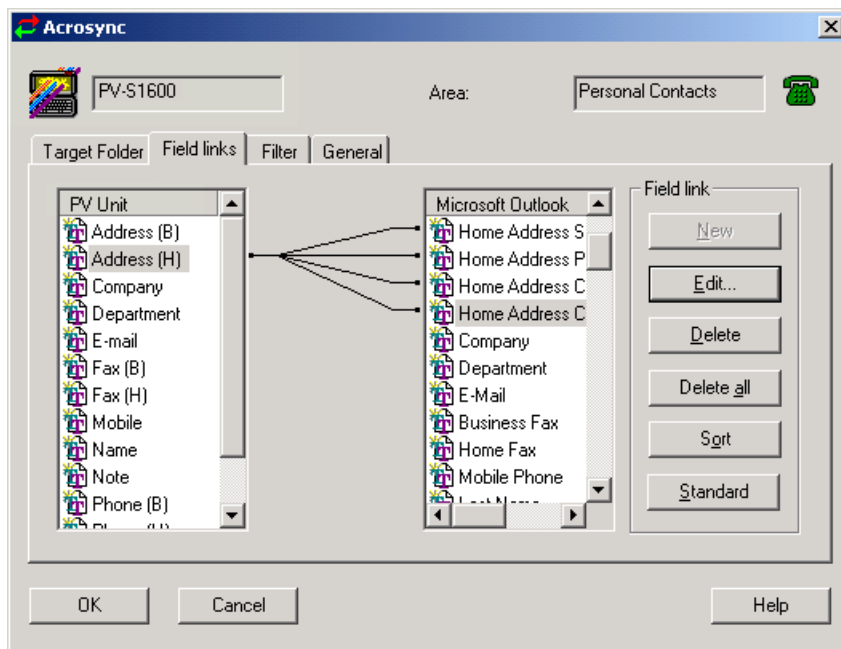 Acrosync
PV-S1600
Area:
Personal Contacts
Target Folder
Field links
Filter
General
PV Unit
Address (B)
Address (H)
Company
Department
E-mail
Fax (B)
Fax (H)
Mobile
Name
Note
Phone (B)
Microsoft Outlook
Home Address S
Home Address P
Home Address C
Home Address C
Company
Department
E-Mail
Business Fax
Home Fax
Mobile Phone
Field link
New
Edit...
Delete
Delete all
Sort
Standard
OK
Cancel
Help